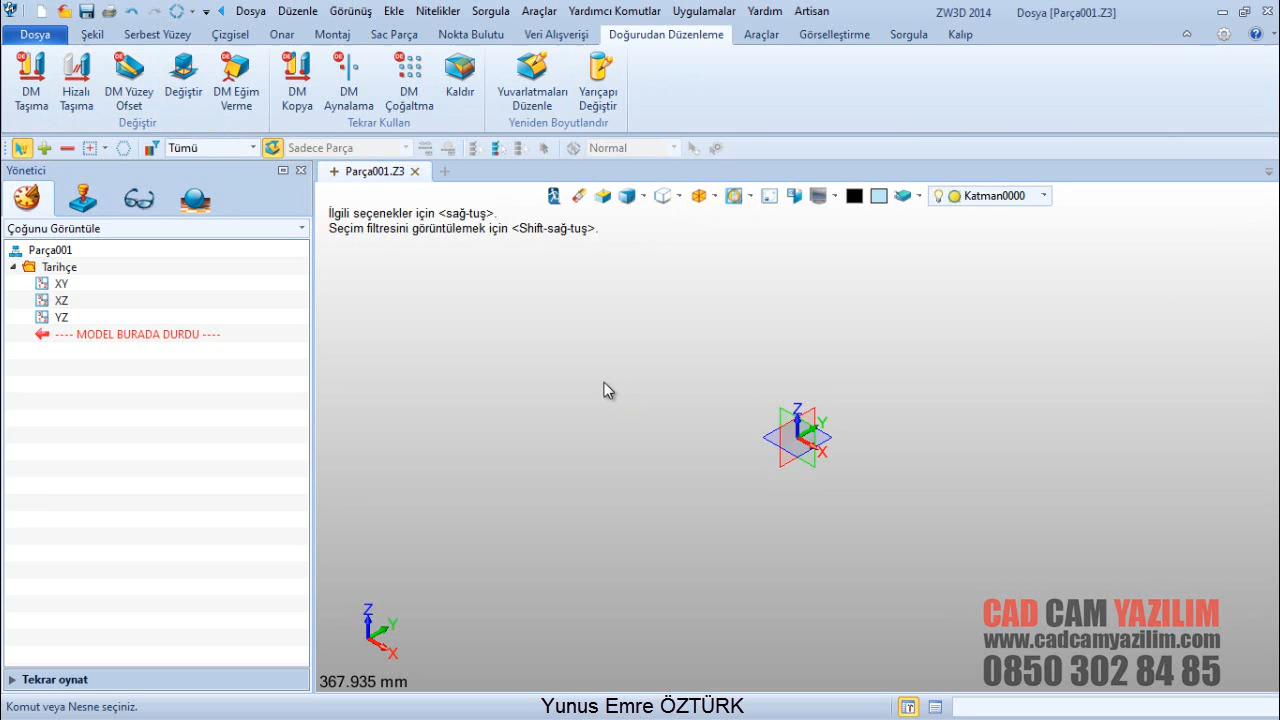 Dosya Düzenle Görünüş Ekle Nitelikler Sorgula Araçlar Yardımcı Komutlar Uygulamalar Yardım Artisan ZW3D 2014 Dosya [Parça001.Z3]
Dosya Şekil Serbest Yüzey Çizgisel Onar Montaj Sac Parça Nokta Bulutu Veri Alışverişi Doğurudan Düzenleme Araçlar Görselleştirme Sorgula Kalıp
DM Taşıma
Hizalı Taşıma
DM Yüzey Ofset
Değiştir
DM Eğim Verme
DM Kopya
DM Aynalama
DM Çoğaltma
Kaldır
Yuvarlatmaları Düzenle
Yarıçapı Değiştir
Değiştir
Tekrar Kullan
Yeniden Boyutlandır
Tümü
Sadece Parça
Normal
Yönetici
Parça001.Z3
Katman0000
Çoğunu Görüntüle
Parça001
Tarihçe
XY
XZ
YZ
---- MODEL BURADA DURDU ----
İlgili seçenekler için <sağ-tuş>.
Seçim filtresini görüntülemek için <Shift-sağ-tuş>.
Z
Y
X
Z
Y
X
367.935 mm
CAD CAM YAZILIM
www.cadcamyazilim.com
0850 302 84 85
Tekrar oynat
Komut veya Nesne seçiniz.
Yunus Emre ÖZTÜRK